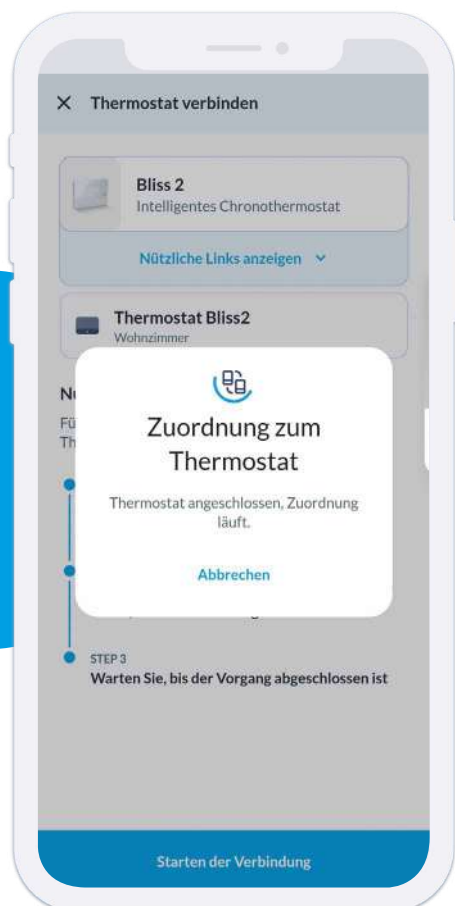 Thermostat verbinden
Bliss 2
Intelligentes Chronothermostat
Nützliche Links anzeigen
Thermostat Bliss2
Wohnzimmer
Zuordnung zum
Thermostat
Thermostat angeschlossen, Zuordnung
läuft.
Abbrechen
STEP 3
Warten Sie, bis der Vorgang abgeschlossen ist
Starten der Verbindung